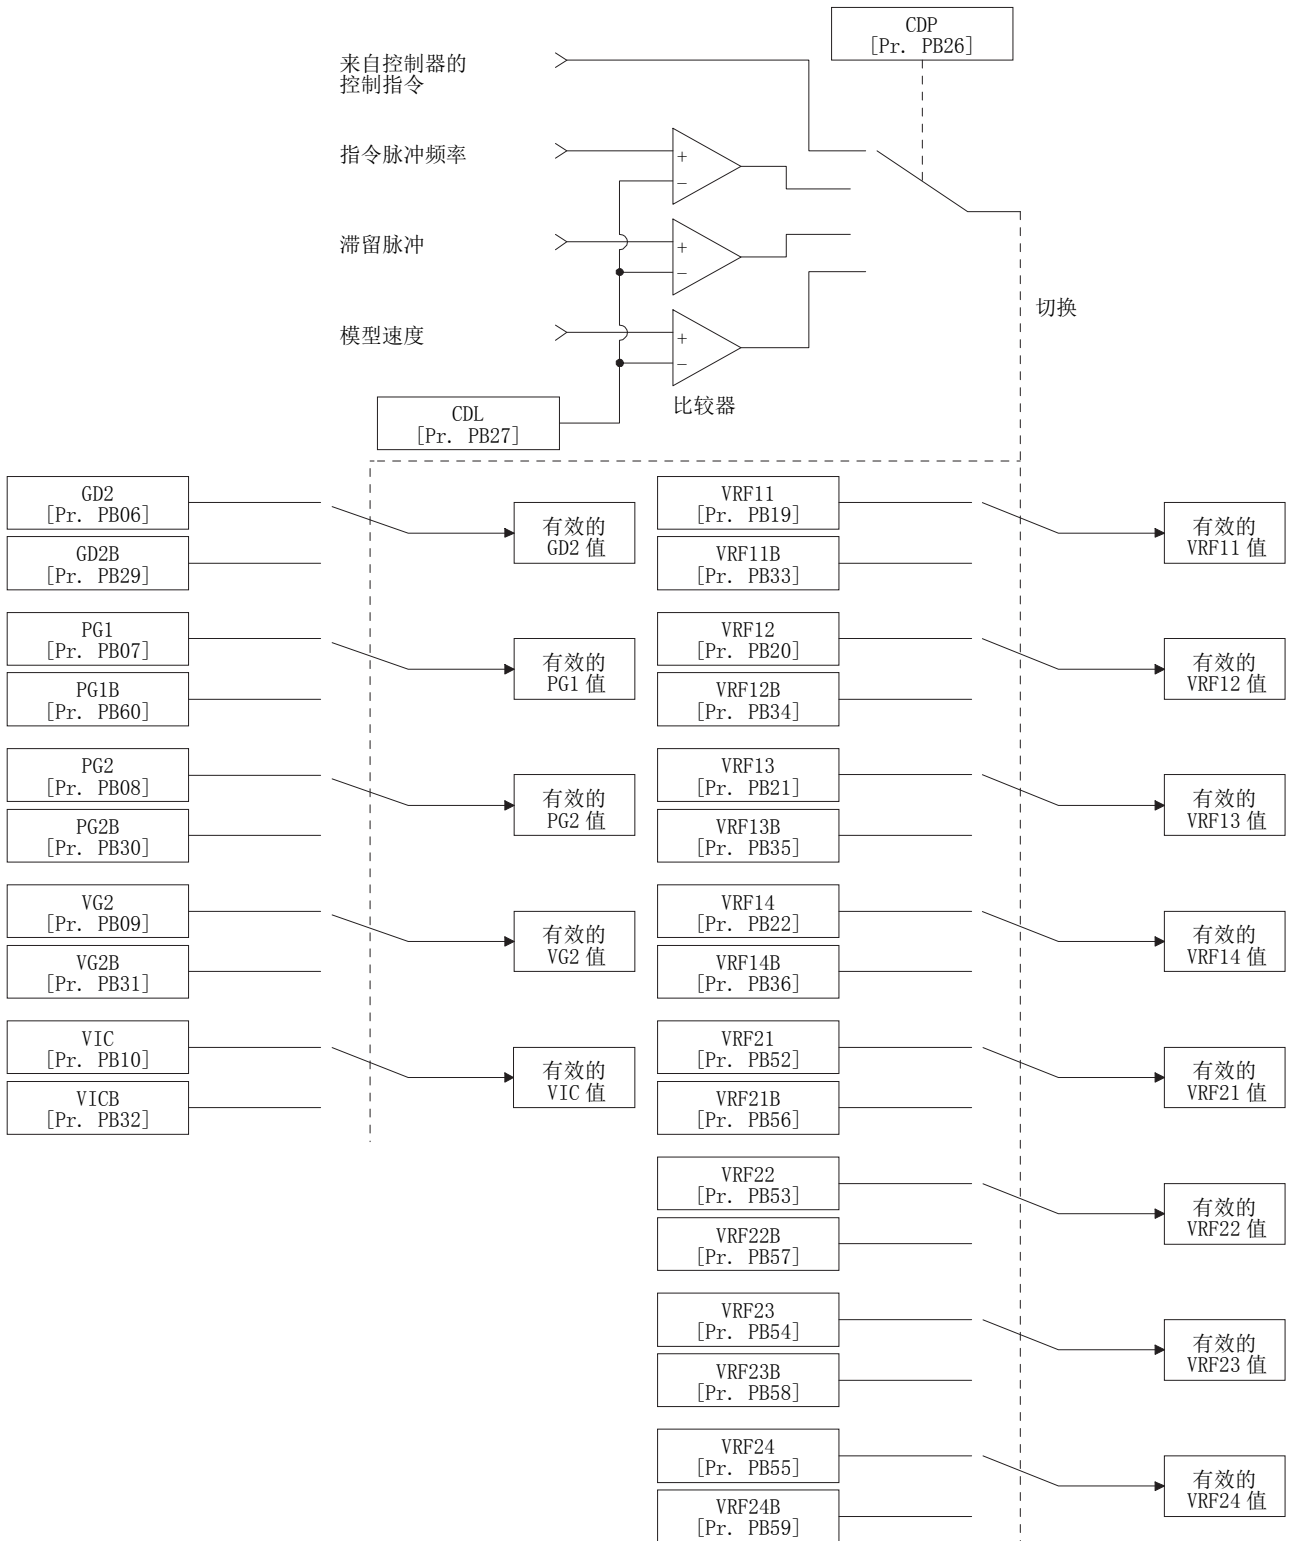 CDP
[Pr. PB26]
来自控制器的
控制指令
指令脉冲频率
+
−
滞留脉冲
+
−
切换
模型速度
+
−
比较器
CDL
[Pr. PB27]
GD2
[Pr. PB06]
有效的
GD2 值
GD2B
[Pr. PB29]
PG1
[Pr. PB07]
有效的
PG1 值
PG1B
[Pr. PB60]
PG2
[Pr. PB08]
有效的
PG2 值
PG2B
[Pr. PB30]
VG2
[Pr. PB09]
有效的
VG2 值
VG2B
[Pr. PB31]
VIC
[Pr. PB10]
有效的
VIC 值
VICB
[Pr. PB32]
VRF11
[Pr. PB19]
有效的
VRF11 值
VRF11B
[Pr. PB33]
VRF12
[Pr. PB20]
有效的
VRF12 值
VRF12B
[Pr. PB34]
VRF13
[Pr. PB21]
有效的
VRF13 值
VRF13B
[Pr. PB35]
VRF14
[Pr. PB22]
有效的
VRF14 值
VRF14B
[Pr. PB36]
VRF21
[Pr. PB52]
有效的
VRF21 值
VRF21B
[Pr. PB56]
VRF22
[Pr. PB53]
有效的
VRF22 值
VRF22B
[Pr. PB57]
VRF23
[Pr. PB54]
有效的
VRF23 值
VRF23B
[Pr. PB58]
VRF24
[Pr. PB55]
有效的
VRF24 值
VRF24B
[Pr. PB59]